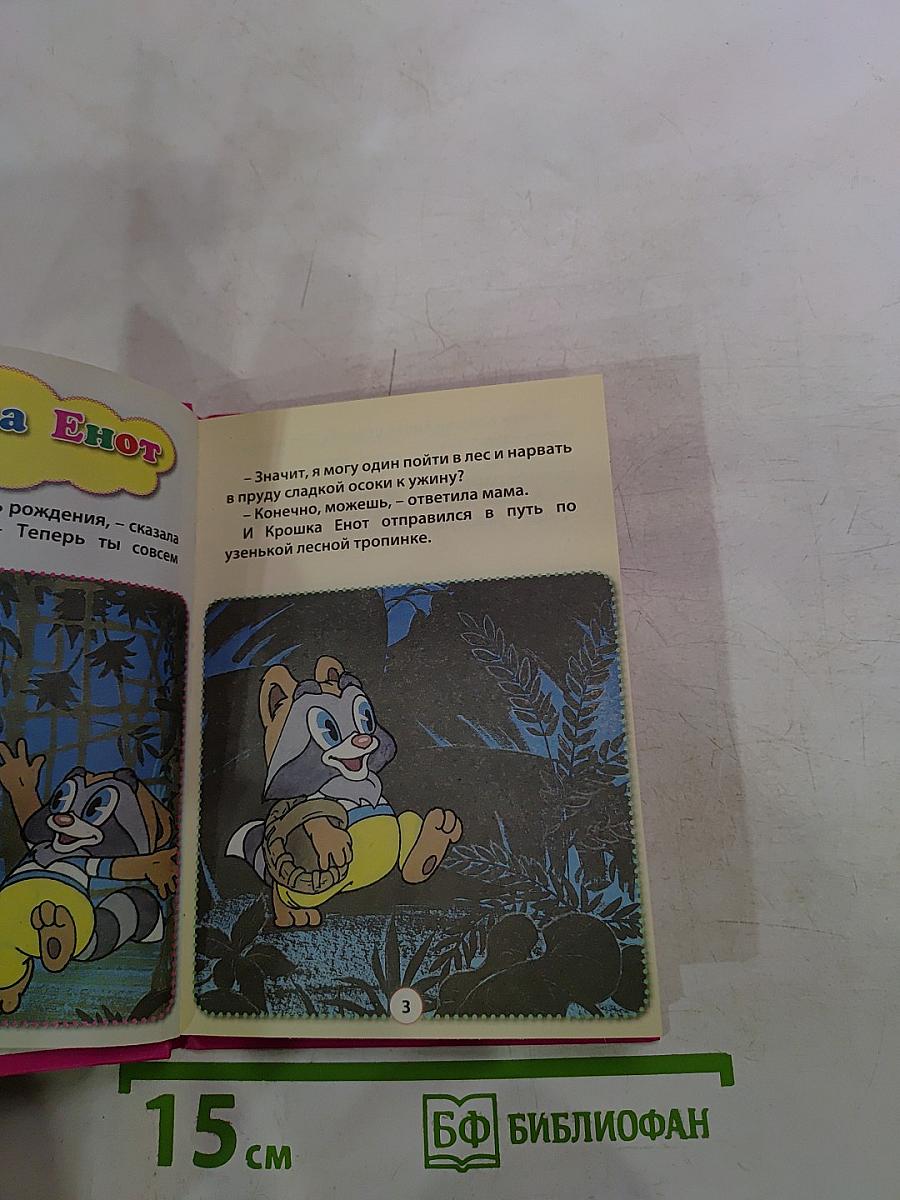 а Енот
ь рождения, – сказала
– Теперь ты совсем
– Значит, я могу один пойти в лес и нарвать
в пруду сладкой осоки к ужину?
– Конечно, можешь, – ответила мама.
И Крошка Енот отправился в путь по
узенькой лесной тропинке.
3
15 см
БФ БИБЛИОФАН